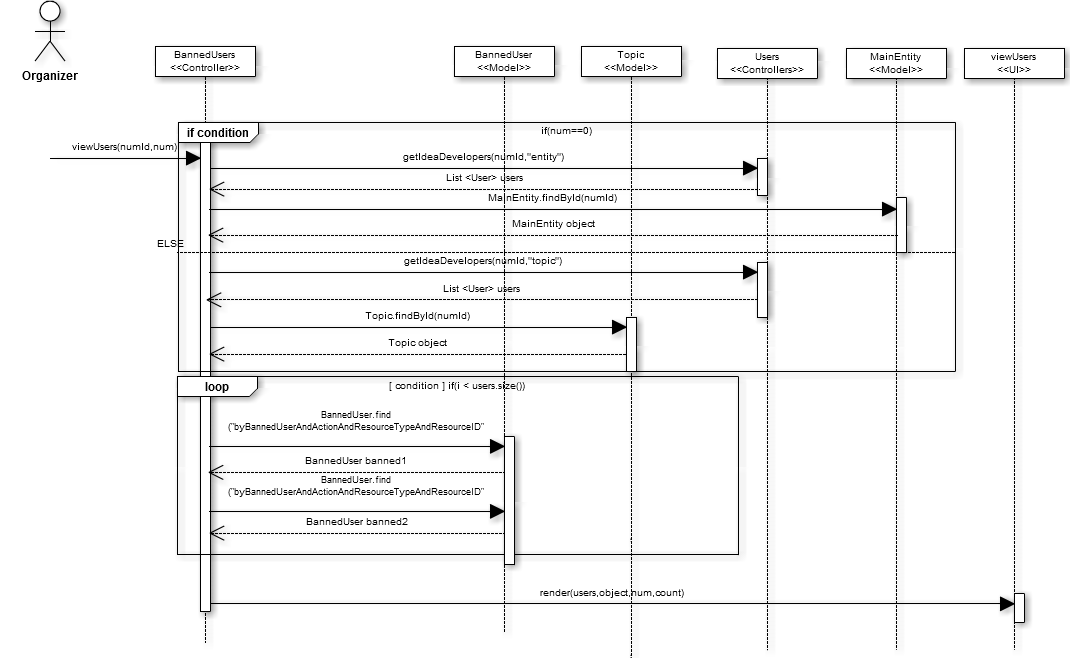 Organizer
BannedUsers
<<Controller>>
BannedUser
<<Model>>
Topic
<<Model>>
Users
<<Controllers>>
MainEntity
<<Model>>
viewUsers
<<UI>>
if condition
if(num==0)
viewUsers(numId,num)
getIdeaDevelopers(numId,"entity")
List <User> users
MainEntity.findById(numId)
MainEntity object
ELSE
getIdeaDevelopers(numId,"topic")
List <User> users
Topic.findById(numId)
Topic object
loop
[ condition ] if(i < users.size())
BannedUser.find
("byBannedUserAndActionAndResourceTypeAndResourceID"
BannedUser banned1
BannedUser.find
("byBannedUserAndActionAndResourceTypeAndResourceID"
BannedUser banned2
render(users,object,num,count)